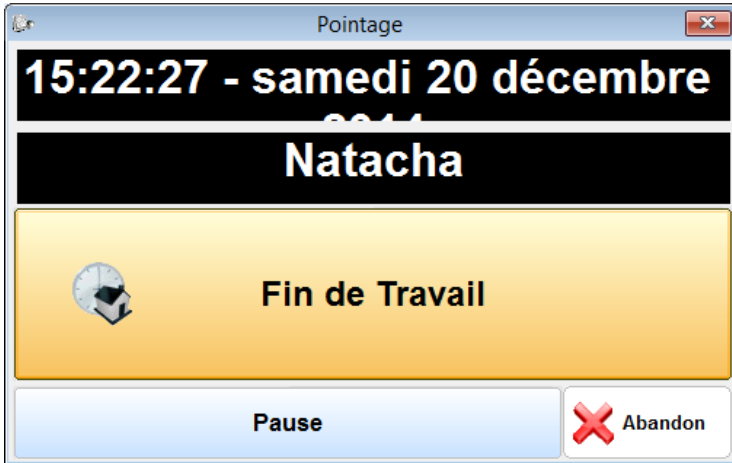 Pointage
15:22:27 - samedi 20 décembre
Natacha
Fin de Travail
Pause
Abandon